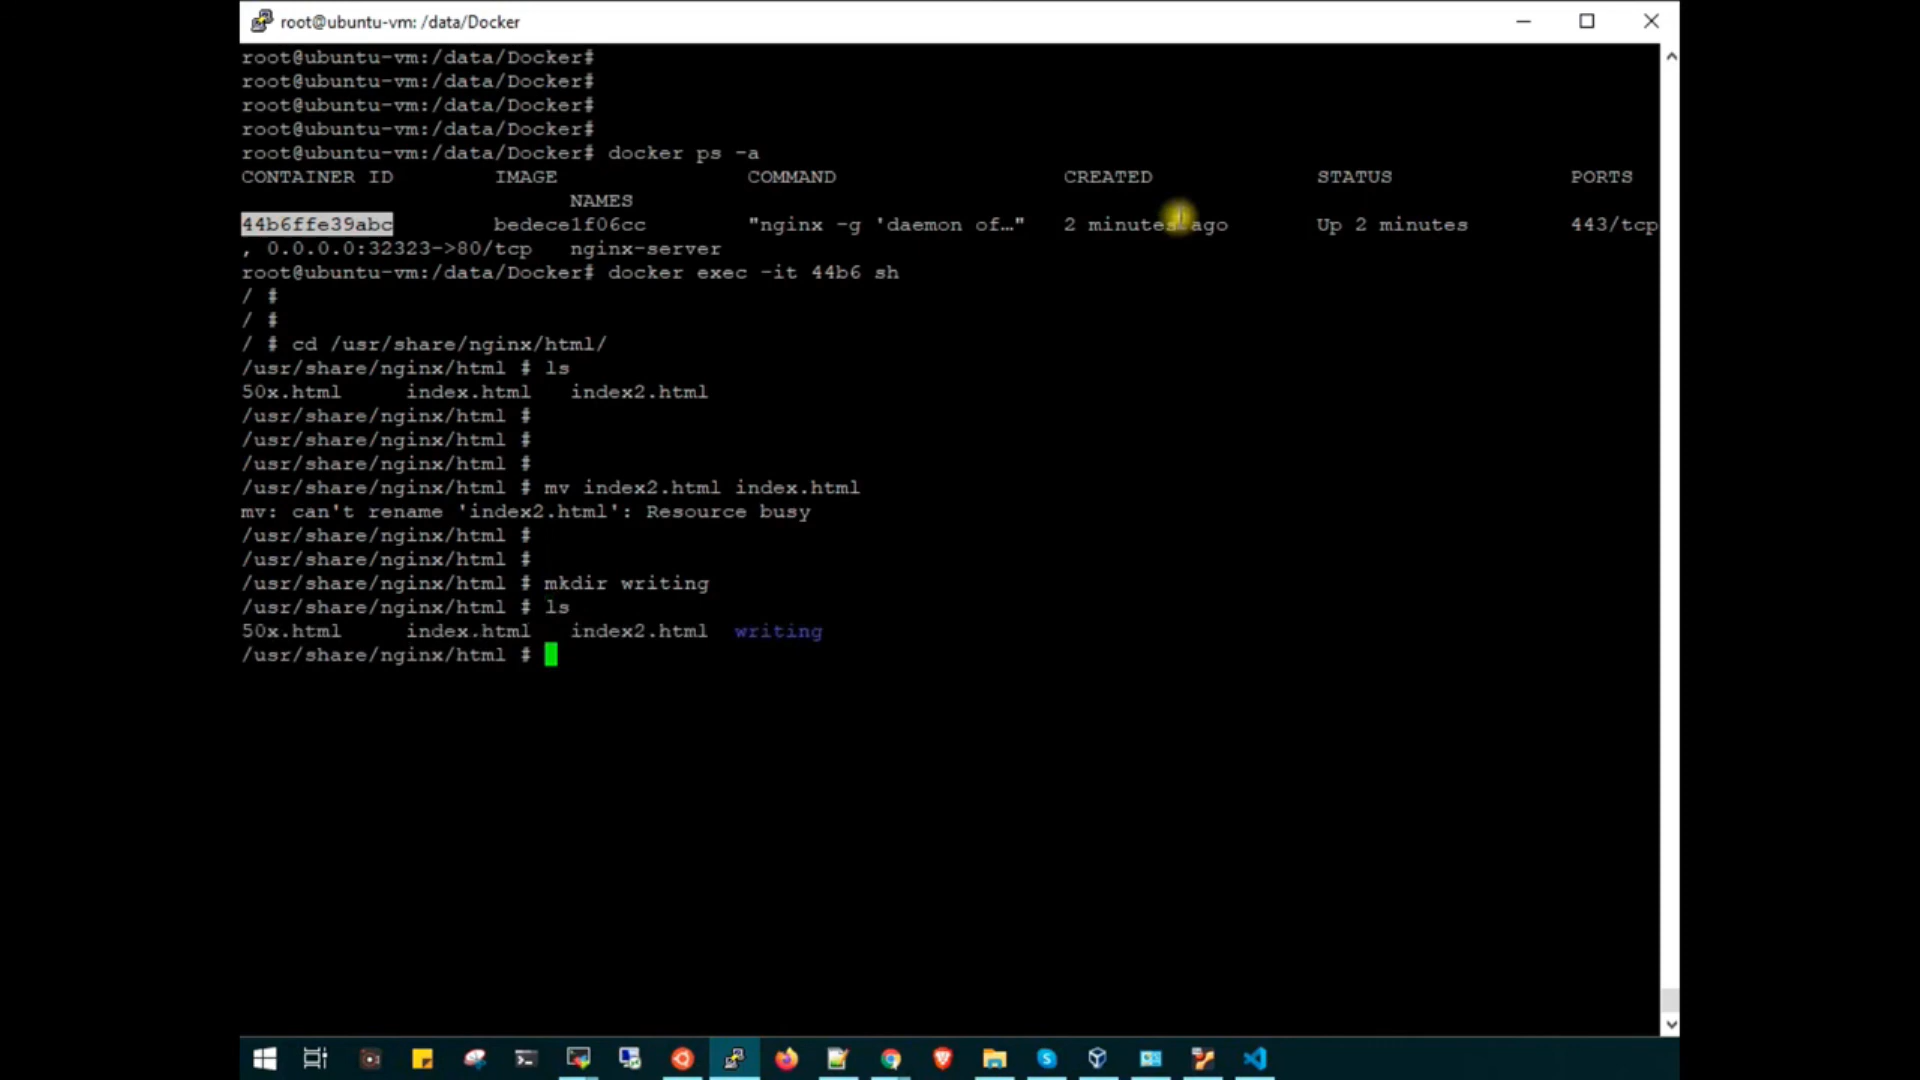 root@ubuntu-vm: /data/Docker
root@ubuntu-vm:/data/Docker#
root@ubuntu-vm:/data/Docker#
root@ubuntu-vm:/data/Docker#
root@ubuntu-vm:/data/Docker#
root@ubuntu-vm:/data/Docker# docker ps -a
CONTAINER ID IMAGE COMMAND CREATED STATUS PORTS
NAMES
44b6ffe39abc bedece1f06cc "nginx -g 'daemon of…" 2 minutes ago Up 2 minutes 443/tcp
, 0.0.0.0:32323->80/tcp nginx-server
root@ubuntu-vm:/data/Docker# docker exec -it 44b6 sh
/ #
/ #
/ # cd /usr/share/nginx/html/
/usr/share/nginx/html # ls
50x.html index.html index2.html
/usr/share/nginx/html #
/usr/share/nginx/html #
/usr/share/nginx/html #
/usr/share/nginx/html # mv index2.html index.html
mv: can't rename 'index2.html': Resource busy
/usr/share/nginx/html #
/usr/share/nginx/html #
/usr/share/nginx/html # mkdir writing
/usr/share/nginx/html # ls
50x.html index.html index2.html writing
/usr/share/nginx/html #